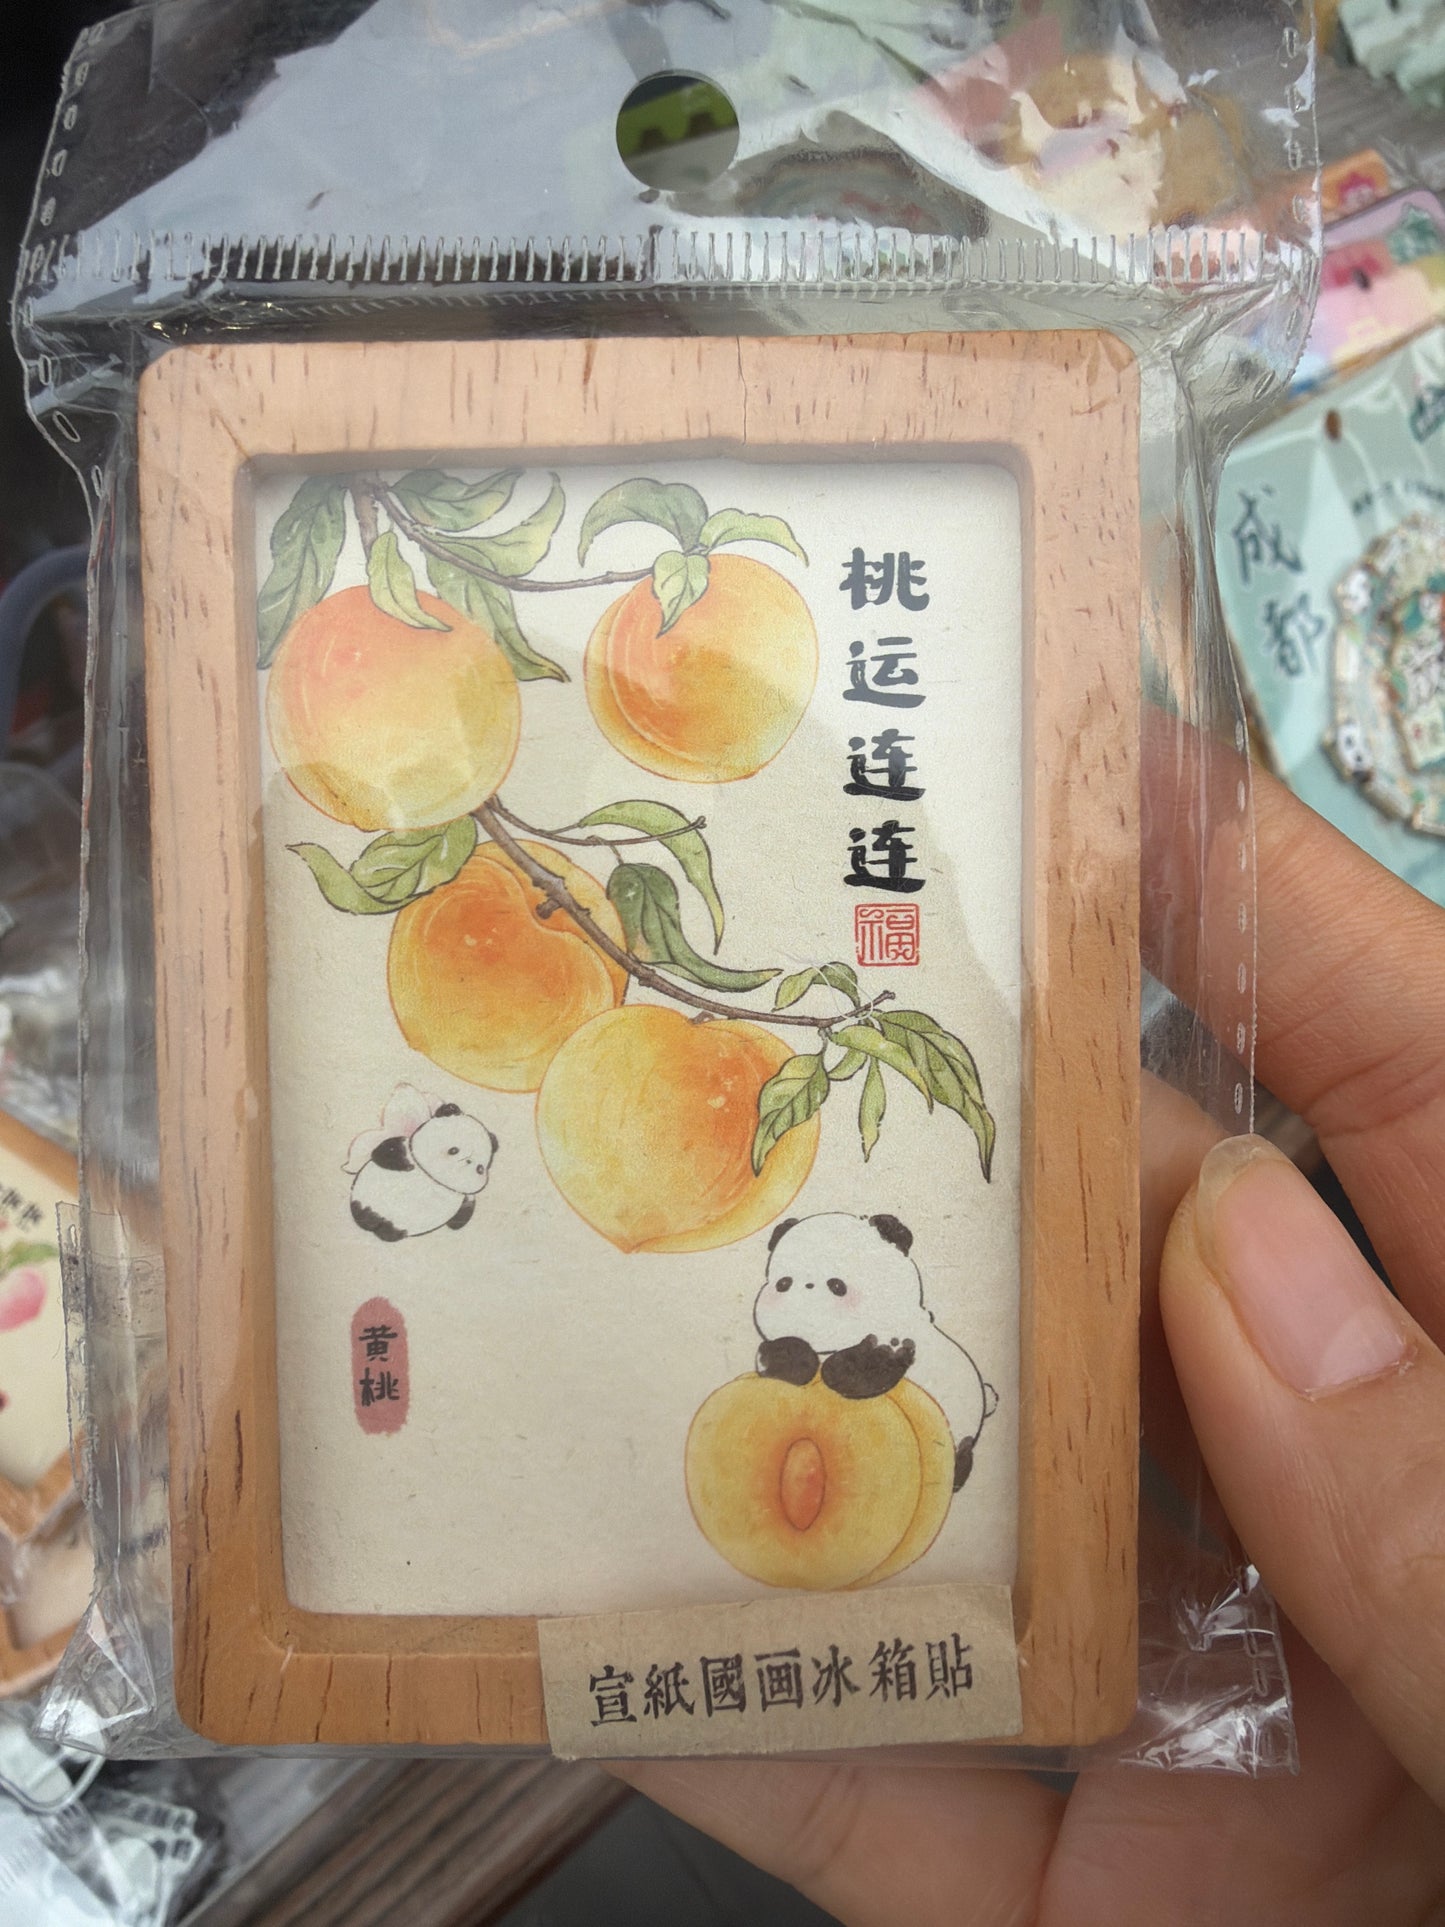 桃运连连
福
黄桃
宣紙國画冰箱貼
成都